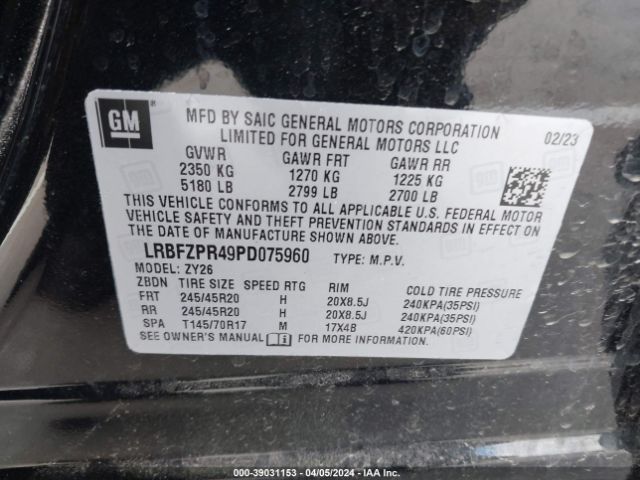 GM
MFD BY SAIC GENERAL MOTORS CORPORATION
LIMITED FOR GENERAL MOTORS LLC
02/23
GVWR GAWR FRT GAWR RR
2350 KG 1270 KG 1225 KG
5180 LB 2799 LB 2700 LB
THIS VEHICLE CONFORMS TO ALL APPLICABLE U.S. FEDERAL MOTOR
VEHICLE SAFETY AND THEFT PREVENTION STANDARDS IN EFFECT ON
THE DATE OF MANUFACTURE SHOWN ABOVE.
LRBFZPR49PD075960 TYPE: M.P.V.
MODEL: ZY26
ZBDN TIRE SIZE SPEED RTG RIM COLD TIRE PRESSURE
FRT 245/45R20 H 20X8.5J 240KPA(35PSI)
RR 245/45R20 H 20X8.5J 240KPA(35PSI)
SPA T145/70R17 M 17X4B 420KPA(60PSI)
SEE OWNER'S MANUAL i FOR MORE INFORMATION.
000-39031153 - 04/05/2024 - IAA Inc.